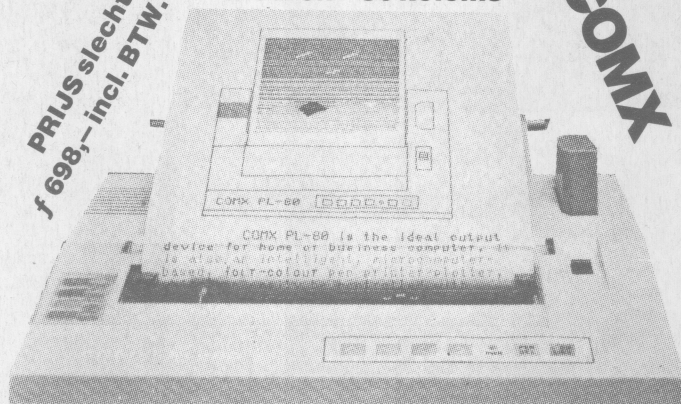 PRIJS slecht
f 698,– incl. BTW.
COMX
COMX PL-80
COMX PL-80 is the ideal output
device for home or business computer. It
is also an intelligent, microcomputer-
based, four-colour pen printer-plotter,